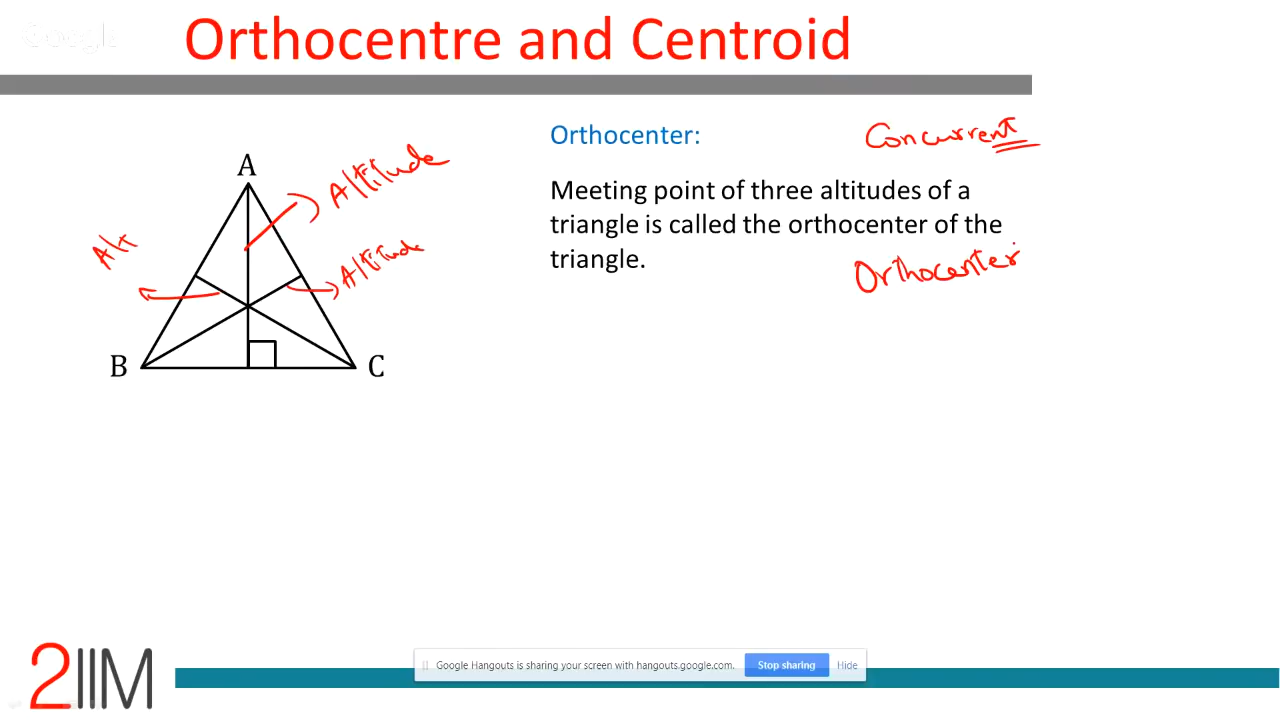 Google
Orthocentre and Centroid
Orthocenter:
Concurrent
Meeting point of three altitudes of a
triangle is called the orthocenter of the
triangle.
Orthocenter
A
Altitude
Alt
Altitude
B
C
2IIM
Google Hangouts is sharing your screen with hangouts.google.com.
Stop sharing
Hide